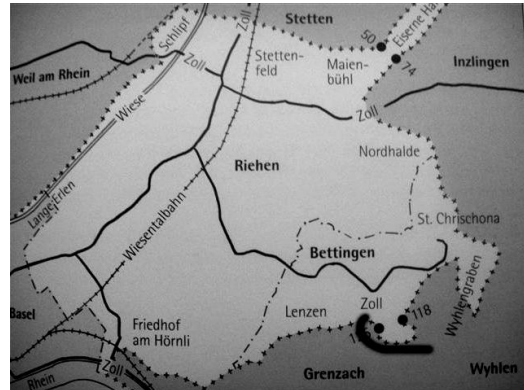 Stetten
50
Eiserne
Schlipf
Zoll
Zoll
Stetten-
feld
Maien-
bühl
74
Inzlingen
Weil am Rhein
Wiese
Zoll
Nordhalde
Riehen
Lange Erlen
Wiesentalbahn
St. Chrischona
Bettingen
Wyhlengraben
Lenzen
Zoll
118
Basel
Friedhof
am Hörnli
Zoll
Rhein
Grenzach
Wyhlen